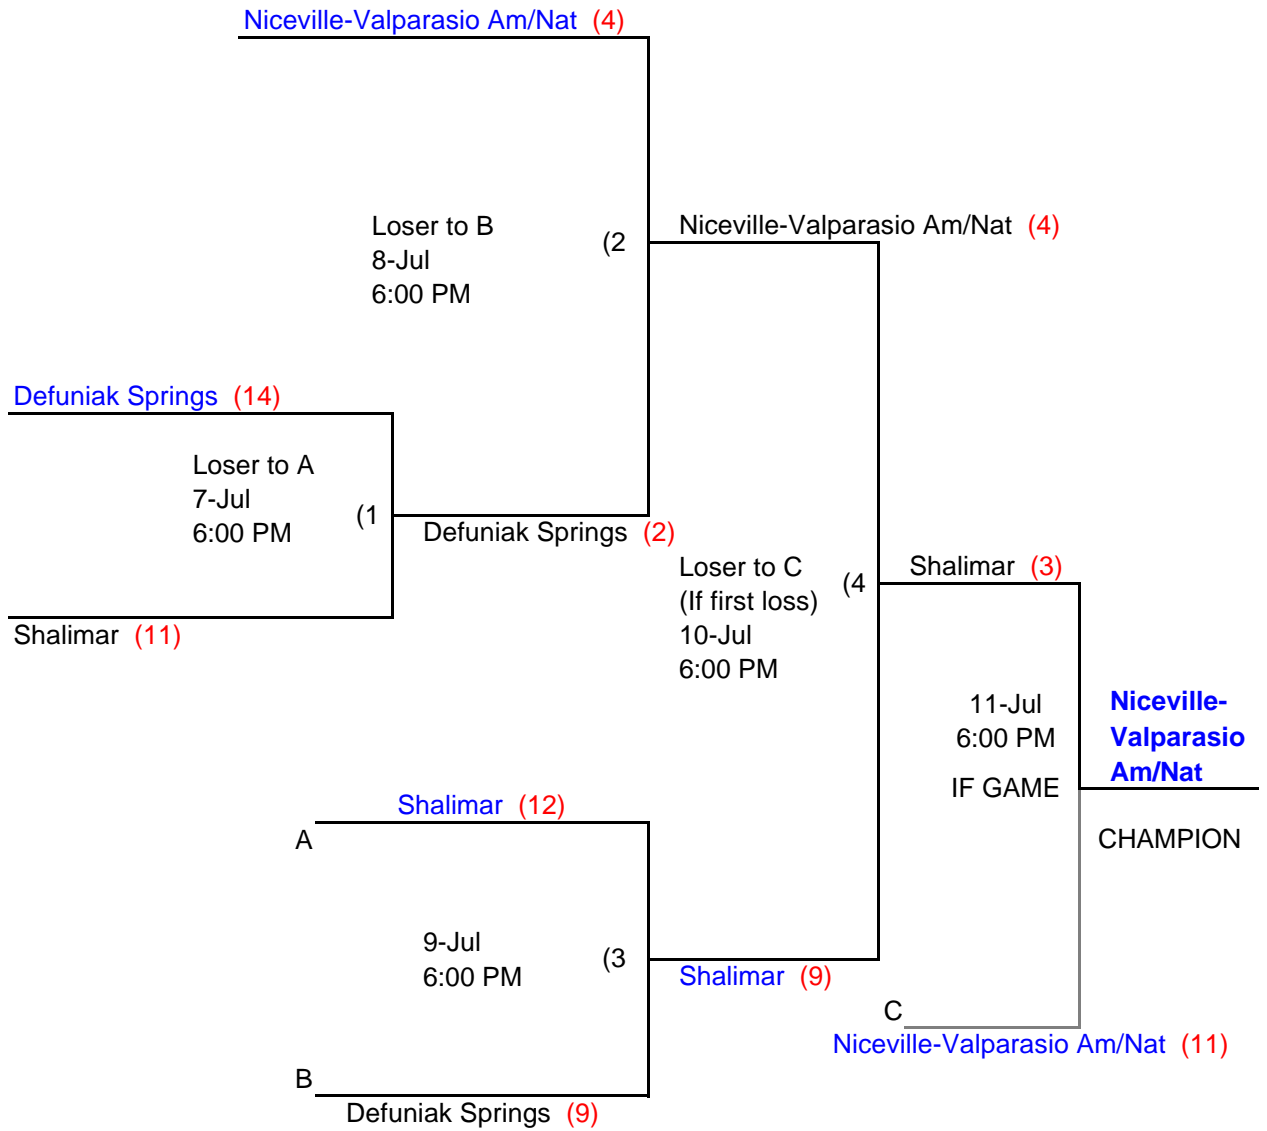 Niceville-Valparasio Am/Nat (4)
Loser to B
8-Jul
6:00 PM
(2
Niceville-Valparasio Am/Nat (4)
Defuniak Springs (14)
Loser to A
7-Jul
6:00 PM
(1
Defuniak Springs (2)
Shalimar (11)
Loser to C
(If first loss)
10-Jul
6:00 PM
(4
Shalimar (3)
11-Jul
6:00 PM
IF GAME
Niceville-
Valparasio
Am/Nat
CHAMPION
Shalimar (12)
A
9-Jul
6:00 PM
(3
Shalimar (9)
C
Niceville-Valparasio Am/Nat (11)
B
Defuniak Springs (9)